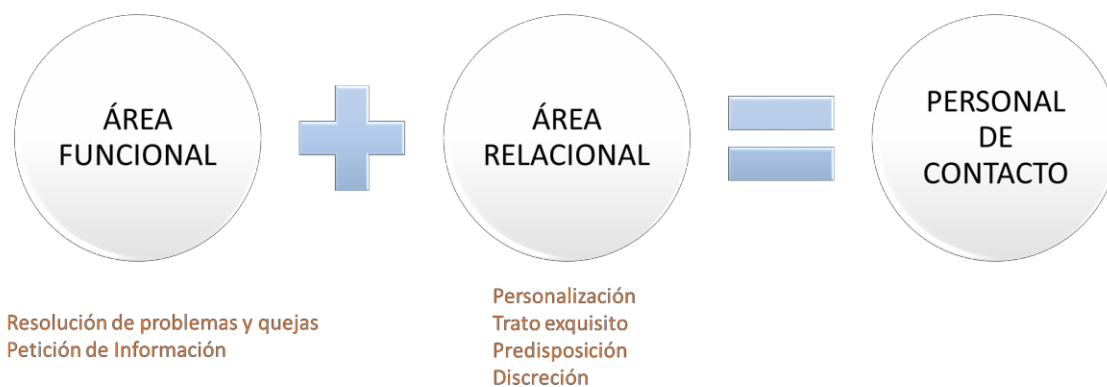 ÁREA
FUNCIONAL
ÁREA
RELACIONAL
PERSONAL
DE
CONTACTO
Resolución de problemas y quejas
Petición de Información
Personalización
Trato exquisito
Predisposición
Discreción